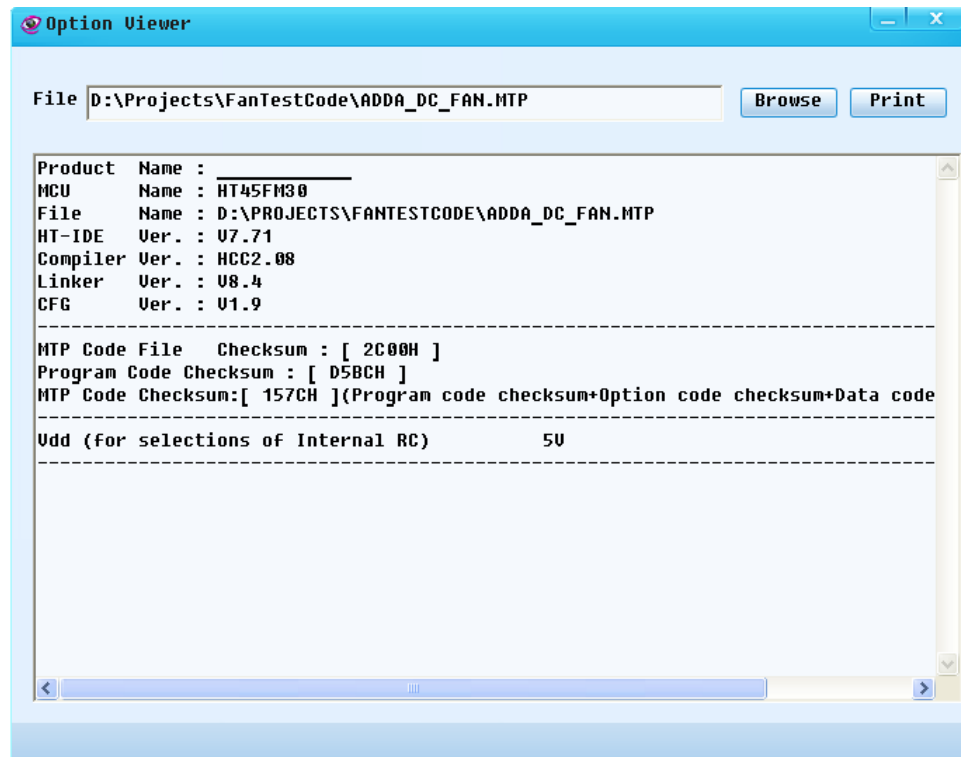 Option Viewer
File D:\Projects\FanTestCode\ADDA_DC_FAN.MTP Browse Print
Product Name : ____________
MCU Name : HT45FM30
File Name : D:\PROJECTS\FANTESTCODE\ADDA_DC_FAN.MTP
HT-IDE Ver. : V7.71
Compiler Ver. : HCC2.08
Linker Ver. : V8.4
CFG Ver. : V1.9
--------------------------------------------------------------------------------
MTP Code File Checksum : [ 2C00H ]
Program Code Checksum : [ D5BCH ]
MTP Code Checksum:[ 157CH ](Program code checksum+Option code checksum+Data code
--------------------------------------------------------------------------------
Vdd (for selections of Internal RC) 5V
--------------------------------------------------------------------------------